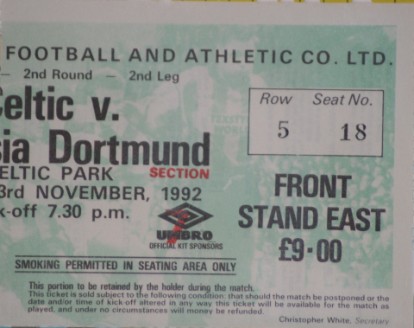 FOOTBALL AND ATHLETIC CO. LTD.
— 2nd Round — 2nd Leg
Celtic v.
sia Dortmund
SECTION
ELTIC PARK
3rd NOVEMBER, 1992
k-off 7.30 p.m.
UMBRO
OFFICIAL KIT SPONSORS
Row Seat No.
5 18
FRONT
STAND EAST
£9·00
SMOKING PERMITTED IN SEATING AREA ONLY
This portion to be retained by the holder during the match.
This ticket is sold subject to the following condition: that should the match be postponed or the
date and/or time of kick-off altered in any way this ticket will be available for the match as
played, and under no circumstances will money be refunded.
Christopher White, Secretary